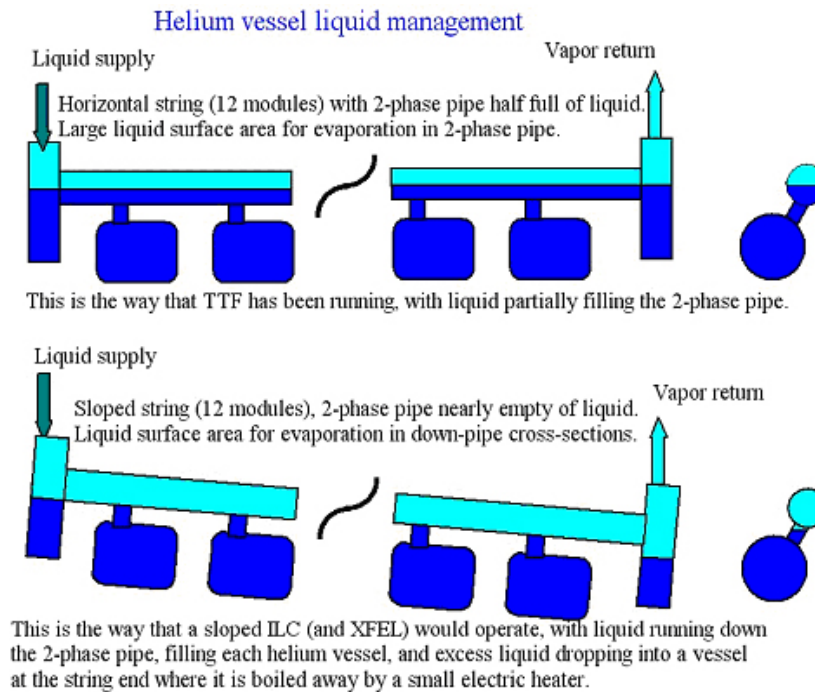 Helium vessel liquid management
Liquid supply
Vapor return
Horizontal string (12 modules) with 2-phase pipe half full of liquid.
Large liquid surface area for evaporation in 2-phase pipe.
This is the way that TTF has been running, with liquid partially filling the 2-phase pipe.
Liquid supply
Vapor return
Sloped string (12 modules), 2-phase pipe nearly empty of liquid.
Liquid surface area for evaporation in down-pipe cross-sections.
This is the way that a sloped ILC (and XFEL) would operate, with liquid running down
the 2-phase pipe, filling each helium vessel, and excess liquid dropping into a vessel
at the string end where it is boiled away by a small electric heater.